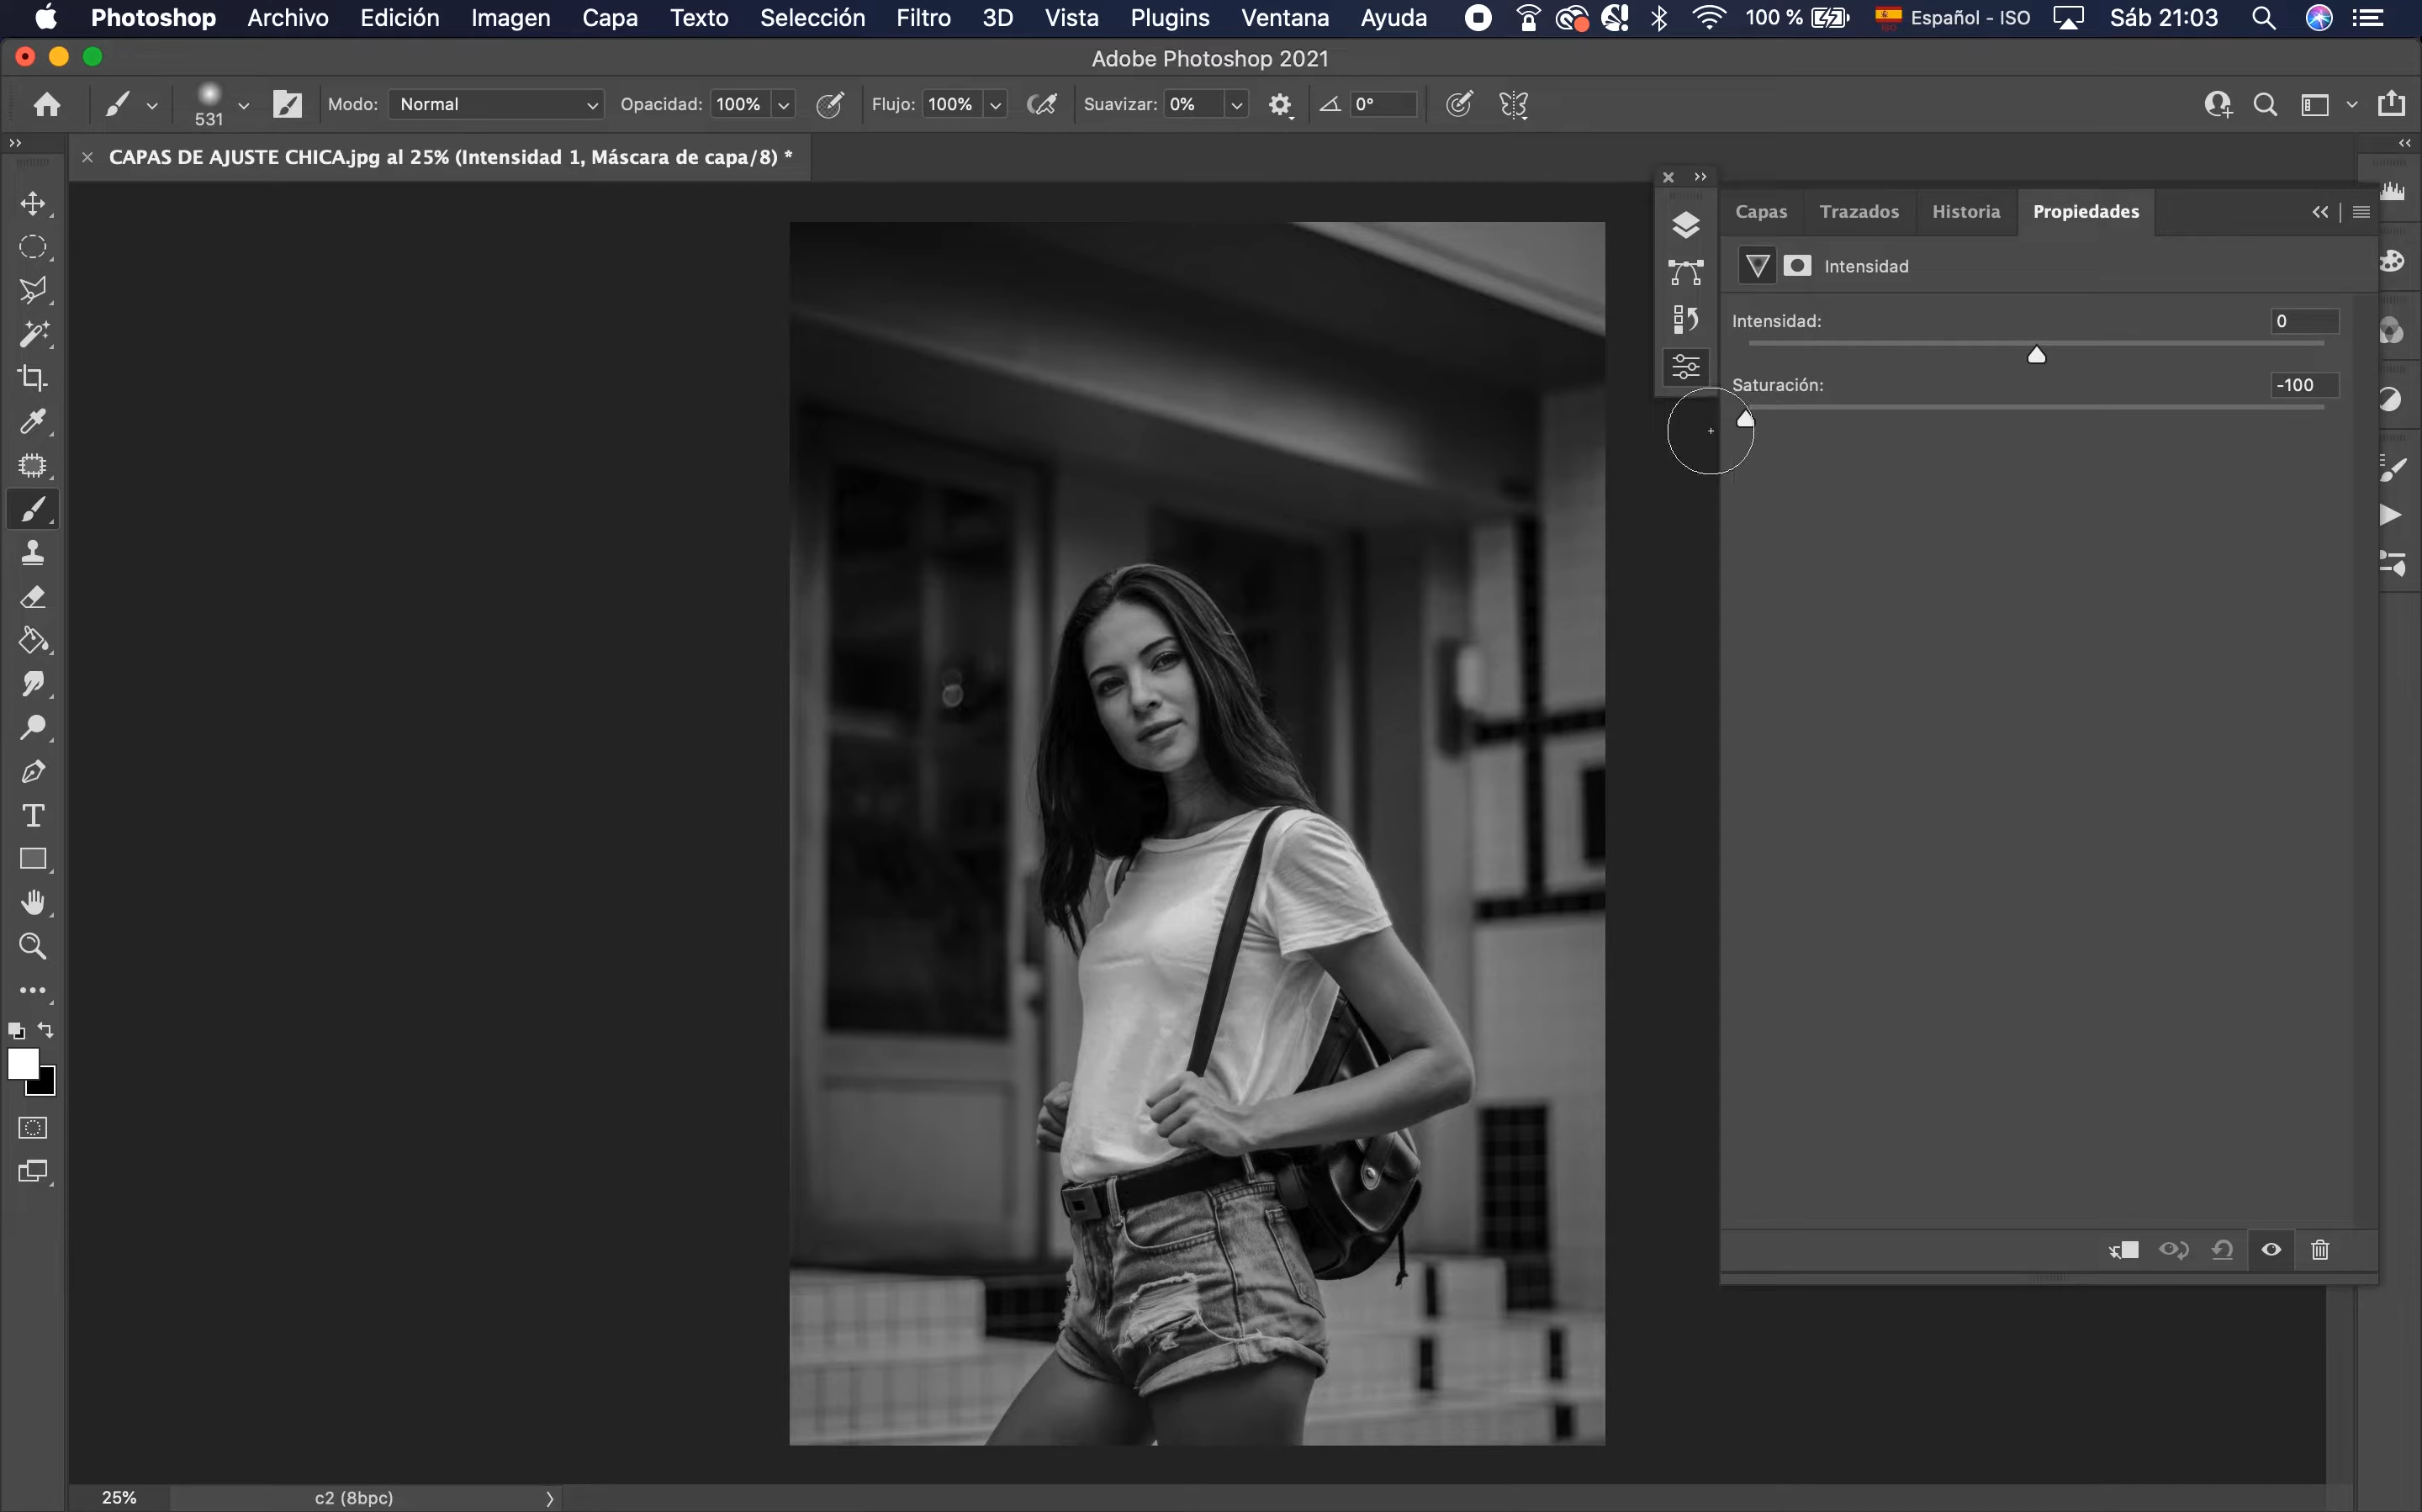 Photoshop Archivo Edición Imagen Capa Texto Selección Filtro 3D Vista Plugins Ventana Ayuda 100 % Español - ISO Sáb 21:03
Adobe Photoshop 2021
531 Modo: Normal Opacidad: 100% Flujo: 100% Suavizar: 0% 0°
CAPAS DE AJUSTE CHICA.jpg al 25% (Intensidad 1, Máscara de capa/8) *
Capas Trazados Historia Propiedades
Intensidad
Intensidad: 0
Saturación: -100
25% c2 (8bpc)